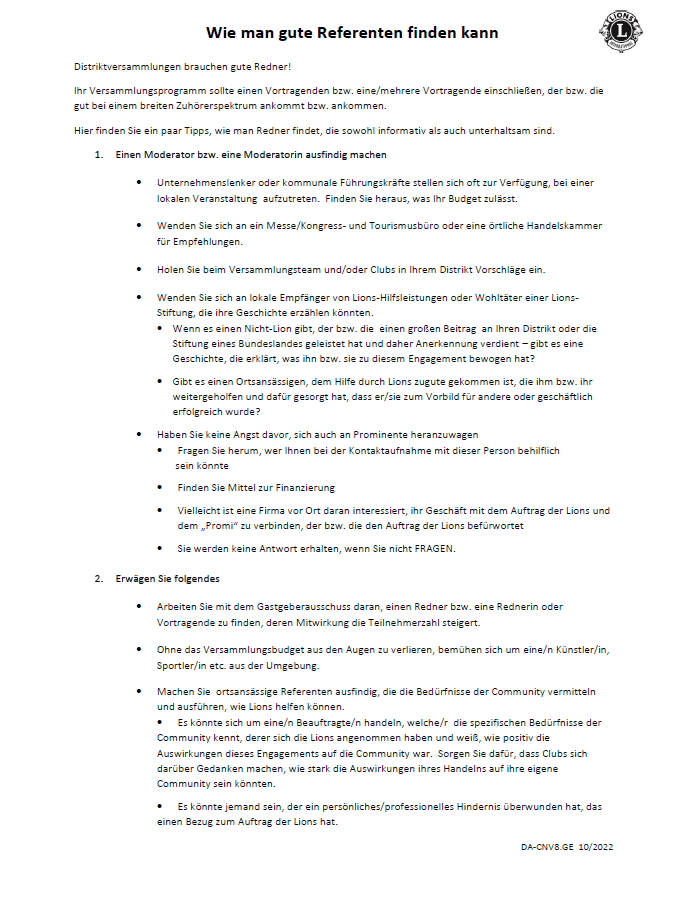 Wie man gute Referenten finden kann
LIONS
L
INTERNATIONAL
Distriktversammlungen brauchen gute Redner!
Ihr Versammlungsprogramm sollte einen Vortragenden bzw. eine/mehrere Vortragende einschließen, der bzw. die
gut bei einem breiten Zuhörerspektrum ankommt bzw. ankommen.
Hier finden Sie ein paar Tipps, wie man Redner findet, die sowohl informativ als auch unterhaltsam sind.
1. Einen Moderator bzw. eine Moderatorin ausfindig machen
• Unternehmenslenker oder kommunale Führungskräfte stellen sich oft zur Verfügung, bei einer
lokalen Veranstaltung aufzutreten. Finden Sie heraus, was Ihr Budget zulässt.
• Wenden Sie sich an ein Messe/Kongress- und Tourismusbüro oder eine örtliche Handelskammer
für Empfehlungen.
• Holen Sie beim Versammlungsteam und/oder Clubs in Ihrem Distrikt Vorschläge ein.
• Wenden Sie sich an lokale Empfänger von Lions-Hilfsleistungen oder Wohltäter einer Lions-
Stiftung, die ihre Geschichte erzählen könnten.
• Wenn es einen Nicht-Lion gibt, der bzw. die einen großen Beitrag an Ihren Distrikt oder die
Stiftung eines Bundeslandes geleistet hat und daher Anerkennung verdient – gibt es eine
Geschichte, die erklärt, was ihn bzw. sie zu diesem Engagement bewogen hat?
• Gibt es einen Ortsansässigen, dem Hilfe durch Lions zugute gekommen ist, die ihm bzw. ihr
weitergeholfen und dafür gesorgt hat, dass er/sie zum Vorbild für andere oder geschäftlich
erfolgreich wurde?
• Haben Sie keine Angst davor, sich auch an Prominente heranzuwagen
• Fragen Sie herum, wer Ihnen bei der Kontaktaufnahme mit dieser Person behilflich
sein könnte
• Finden Sie Mittel zur Finanzierung
• Vielleicht ist eine Firma vor Ort daran interessiert, ihr Geschäft mit dem Auftrag der Lions und
dem „Promi“ zu verbinden, der bzw. die den Auftrag der Lions befürwortet
• Sie werden keine Antwort erhalten, wenn Sie nicht FRAGEN.
2. Erwägen Sie folgendes
• Arbeiten Sie mit dem Gastgeberausschuss daran, einen Redner bzw. eine Rednerin oder
Vortragende zu finden, deren Mitwirkung die Teilnehmerzahl steigert.
• Ohne das Versammlungsbudget aus den Augen zu verlieren, bemühen sich um eine/n Künstler/in,
Sportler/in etc. aus der Umgebung.
• Machen Sie ortsansässige Referenten ausfindig, die die Bedürfnisse der Community vermitteln
und ausführen, wie Lions helfen können.
• Es könnte sich um eine/n Beauftragte/n handeln, welche/r die spezifischen Bedürfnisse der
Community kennt, derer sich die Lions angenommen haben und weiß, wie positiv die
Auswirkungen dieses Engagements auf die Community war. Sorgen Sie dafür, dass Clubs sich
darüber Gedanken machen, wie stark die Auswirkungen ihres Handelns auf ihre eigene
Community sein könnten.
• Es könnte jemand sein, der ein persönliches/professionelles Hindernis überwunden hat, das
einen Bezug zum Auftrag der Lions hat.
DA-CNV8.GE 10/2022